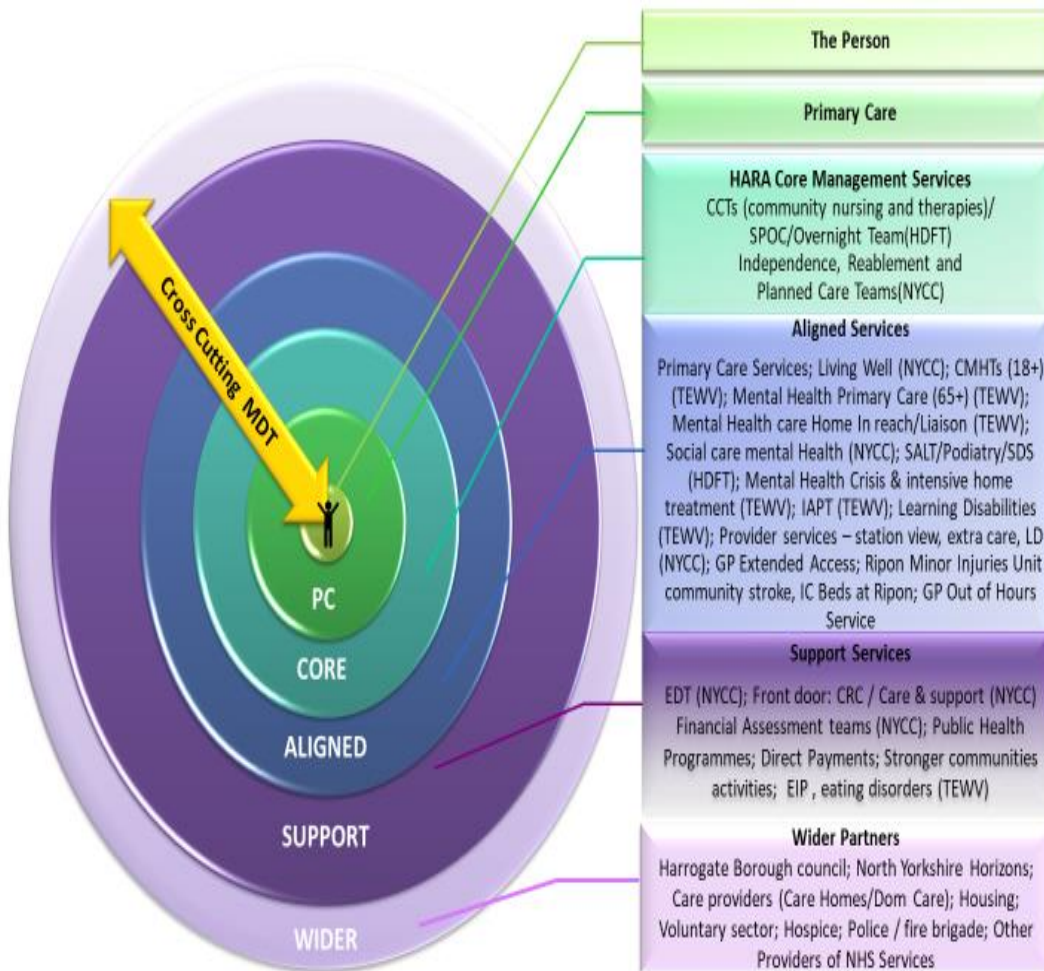 Cross Cutting MDT
PC
CORE
ALIGNED
SUPPORT
WIDER
The Person
Primary Care
HARA Core Management Services
CCTs (community nursing and therapies)/
SPOC/Overnight Team(HDFT)
Independence, Reablement and
Planned Care Teams(NYCC)
Aligned Services
Primary Care Services; Living Well (NYCC); CMHTs (18+)
(TEWV); Mental Health Primary Care (65+) (TEWV);
Mental Health care Home In reach/Liaison (TEWV);
Social care mental Health (NYCC); SALT/Podiatry/SDS
(HDFT); Mental Health Crisis & intensive home
treatment (TEWV); IAPT (TEWV); Learning Disabilities
(TEWV); Provider services – station view, extra care, LD
(NYCC); GP Extended Access; Ripon Minor Injuries Unit
community stroke, IC Beds at Ripon; GP Out of Hours
Service
Support Services
EDT (NYCC); Front door: CRC / Care & support (NYCC)
Financial Assessment teams (NYCC); Public Health
Programmes; Direct Payments; Stronger communities
activities; EIP , eating disorders (TEWV)
Wider Partners
Harrogate Borough council; North Yorkshire Horizons;
Care providers (Care Homes/Dom Care); Housing;
Voluntary sector; Hospice; Police / fire brigade; Other
Providers of NHS Services